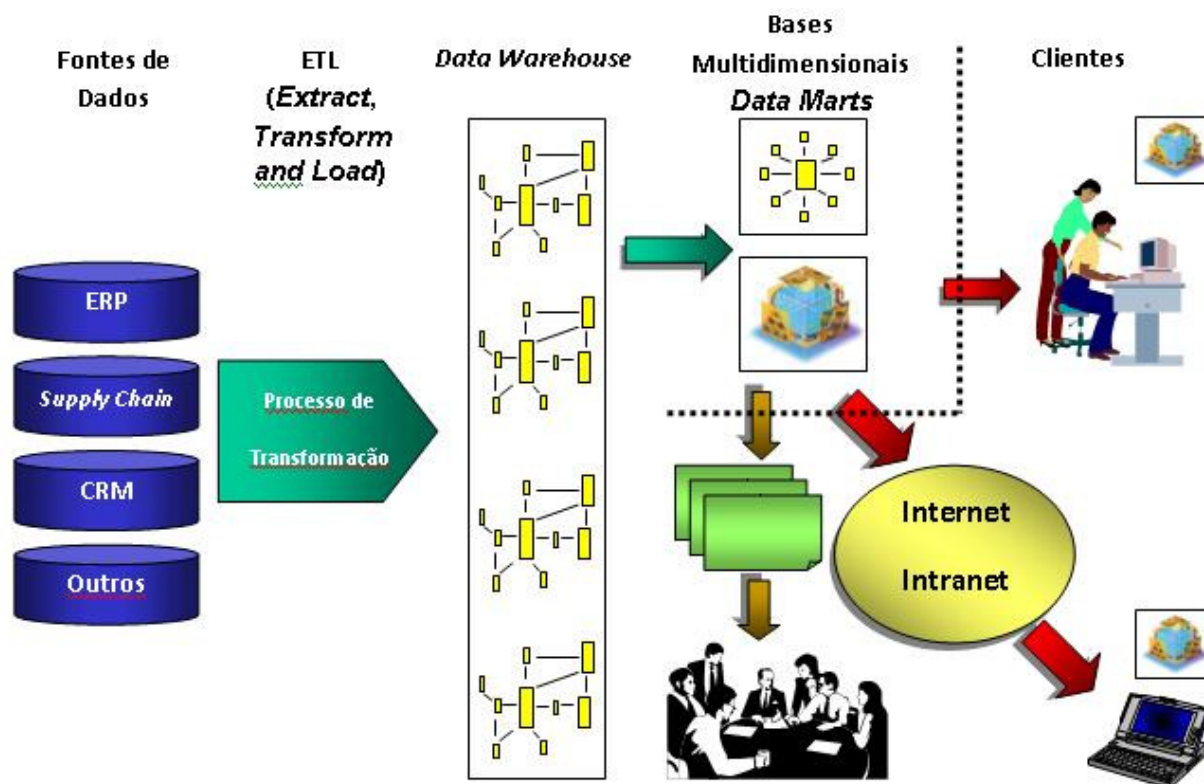 Fontes de
Dados
ETL
(Extract,
Transform
and Load)
Data Warehouse
Bases
Multidimensionais
Data Marts
Clientes
ERP
Supply Chain
CRM
Outros
Processo de
Transformação
Internet
Intranet